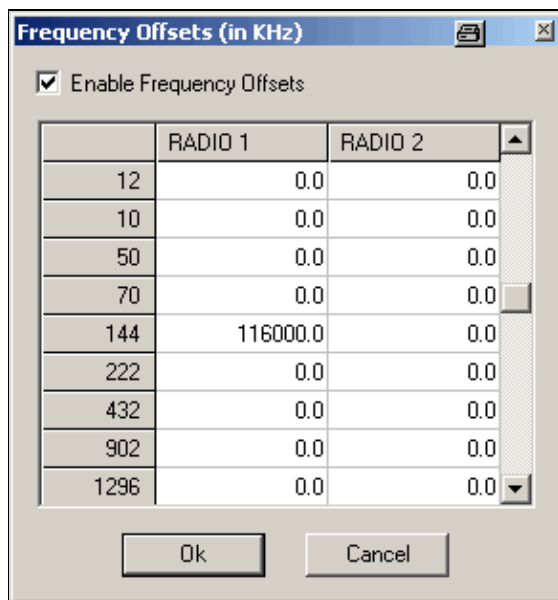 Frequency Offsets (in KHz)
Enable Frequency Offsets
RADIO 1 RADIO 2
12 0.0 0.0
10 0.0 0.0
50 0.0 0.0
70 0.0 0.0
144 116000.0 0.0
222 0.0 0.0
432 0.0 0.0
902 0.0 0.0
1296 0.0 0.0
Ok Cancel